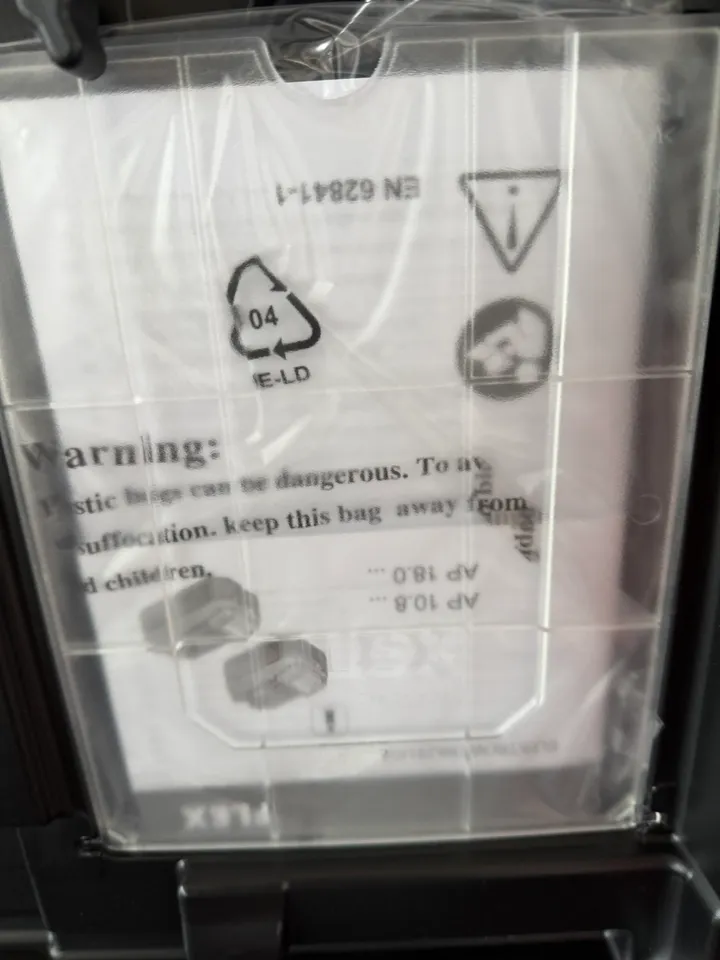 EN 62841-1
04
E-LD
Warning:
stic bags can be dangerous. To av
suffocation. keep this bag away from
d children.
AP 18.0 ...
AP 10.8 ...
FLEX